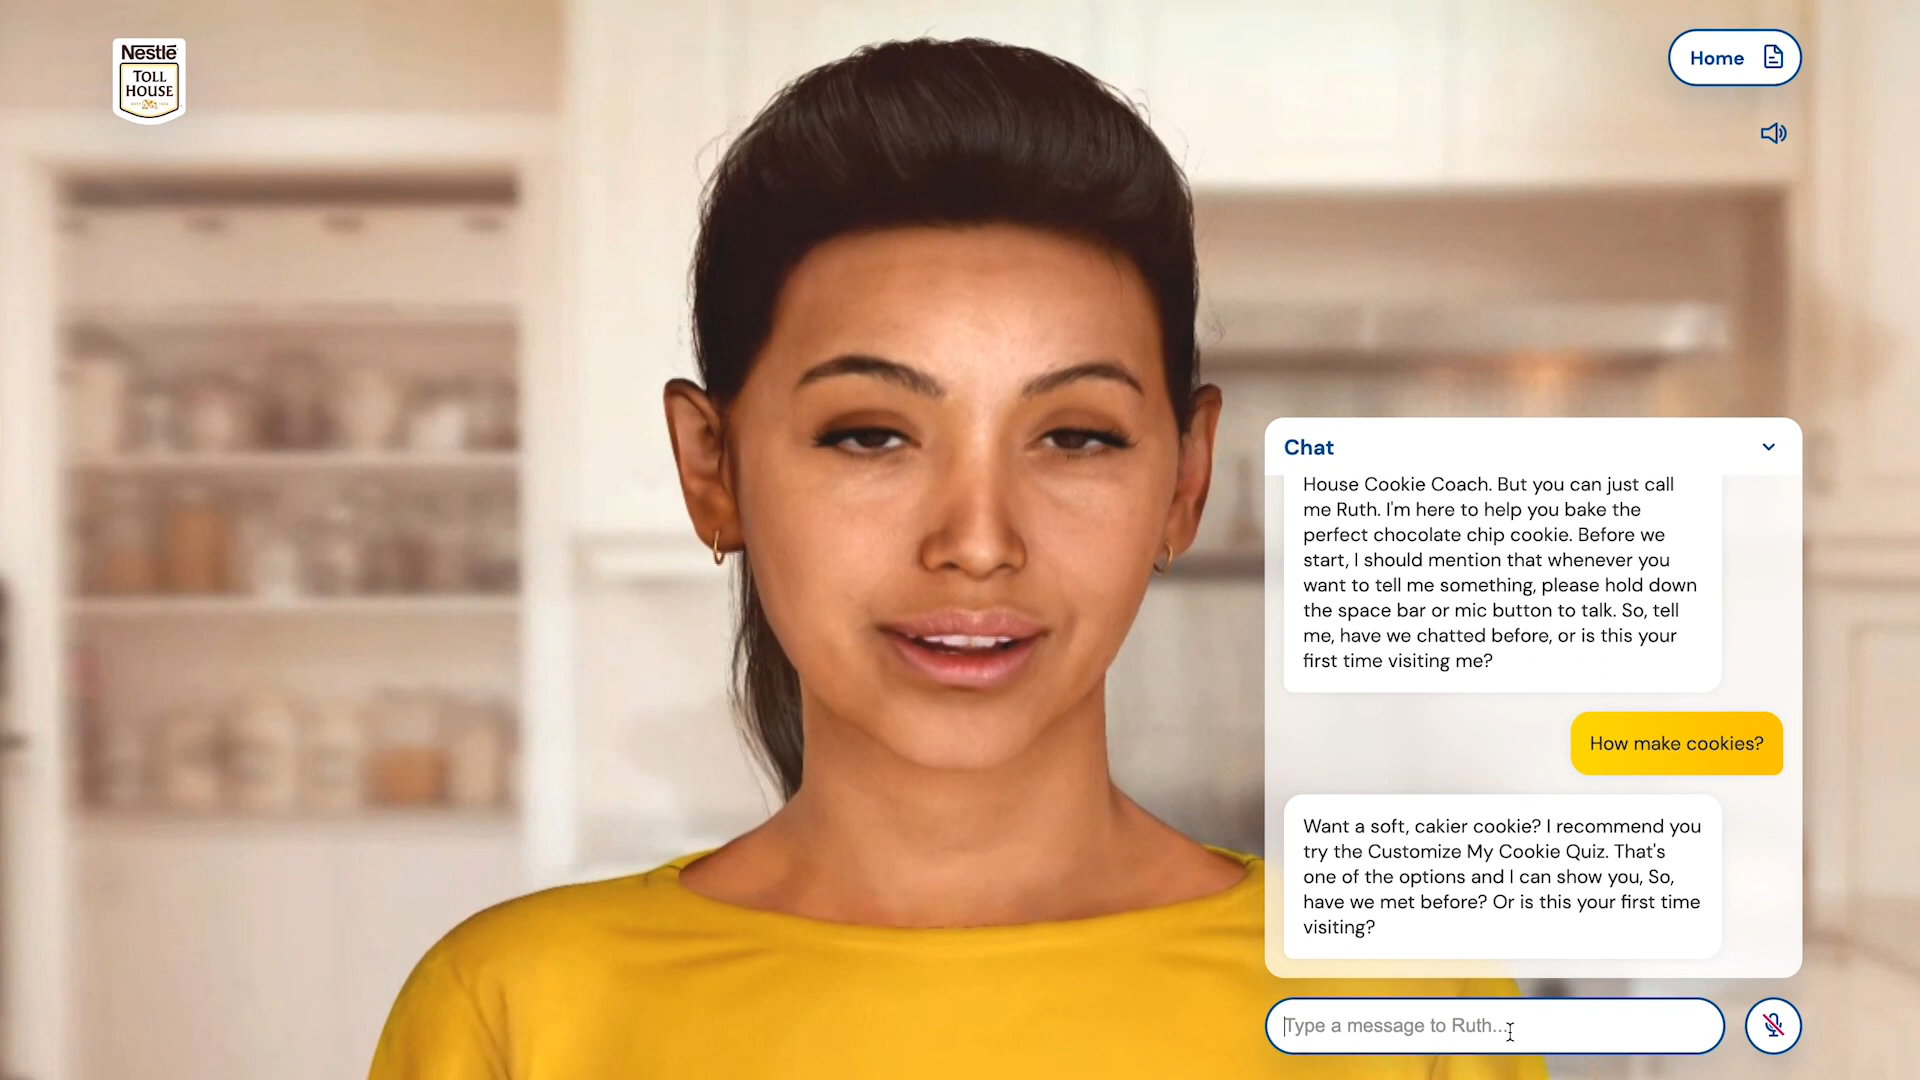 Nestlé
TOLL
HOUSE
Home
Chat
House Cookie Coach. But you can just call
me Ruth. I'm here to help you bake the
perfect chocolate chip cookie. Before we
start, I should mention that whenever you
want to tell me something, please hold down
the space bar or mic button to talk. So, tell
me, have we chatted before, or is this your
first time visiting me?
How make cookies?
Want a soft, cakier cookie? I recommend you
try the Customize My Cookie Quiz. That's
one of the options and I can show you, So,
have we met before? Or is this your first time
visiting?
Type a message to Ruth...